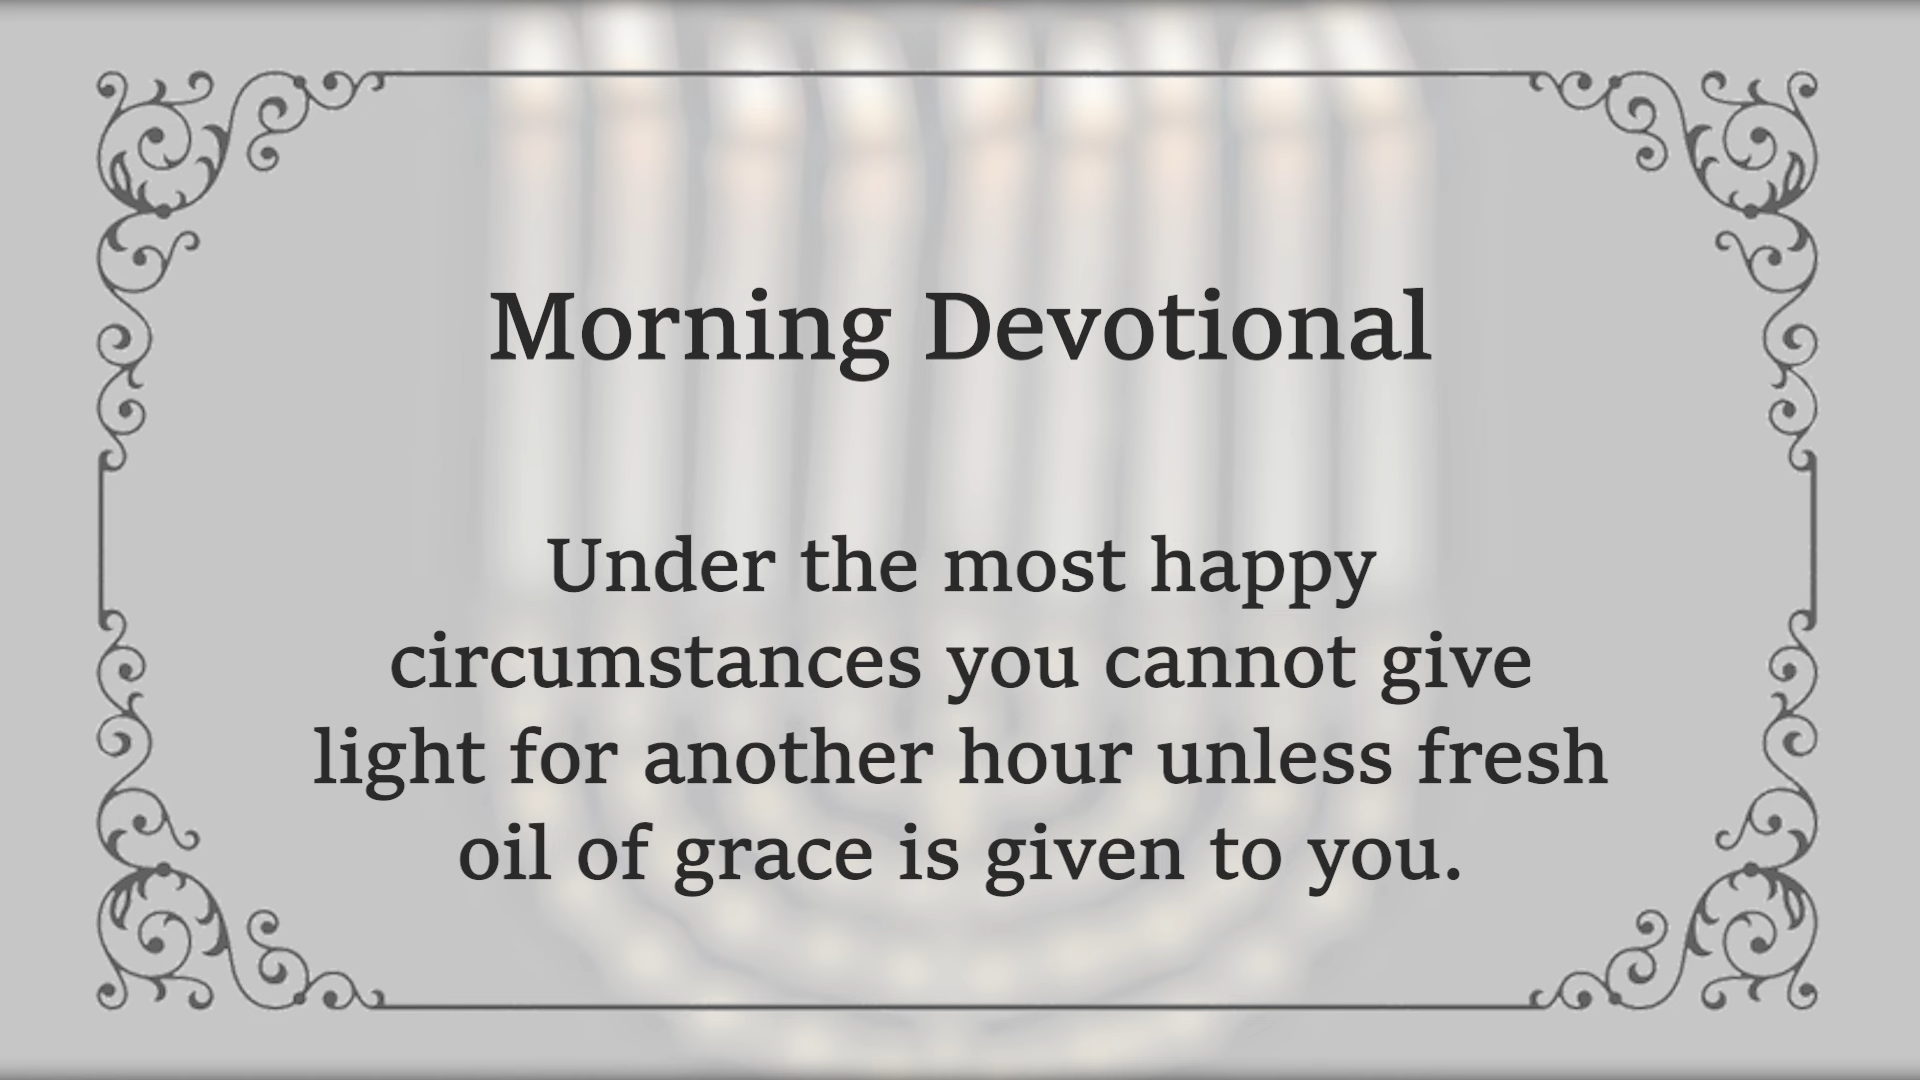 Morning Devotional
Under the most happy
circumstances you cannot give
light for another hour unless fresh
oil of grace is given to you.